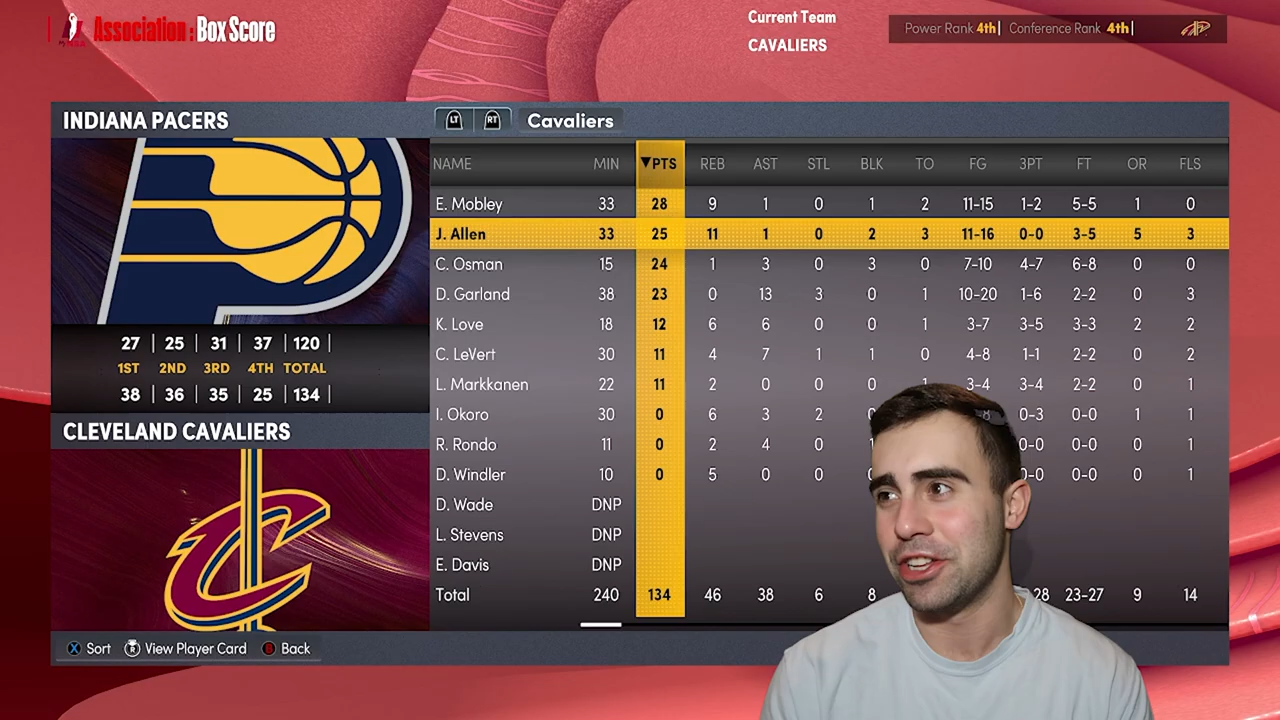 Association : Box Score
Current Team
CAVALIERS
Power Rank 4th| Conference Rank 4th|
INDIANA PACERS
27 | 25 | 31 | 37 | 120 |
1ST 2ND 3RD 4TH TOTAL
38 | 36 | 35 | 25 | 134 |
CLEVELAND CAVALIERS
LT RT Cavaliers
NAME MIN ▼PTS REB AST STL BLK TO FG 3PT FT OR FLS
E. Mobley 33 28 9 1 0 1 2 11-15 1-2 5-5 1 0
J. Allen 33 25 11 1 0 2 3 11-16 0-0 3-5 5 3
C. Osman 15 24 1 3 0 3 0 7-10 4-7 6-8 0 0
D. Garland 38 23 0 13 3 0 1 10-20 1-6 2-2 0 3
K. Love 18 12 6 6 0 0 1 3-7 3-5 3-3 2 2
C. LeVert 30 11 4 7 1 1 0 4-8 1-1 2-2 0 2
L. Markkanen 22 11 2 0 0 0 1 3-4 3-4 2-2 0 1
I. Okoro 30 0 6 3 2 0-3 0-0 1 1
R. Rondo 11 0 2 4 0 0-0 0-0 0 1
D. Windler 10 0 5 0 0 0-0 0-0 0 1
D. Wade DNP
L. Stevens DNP
E. Davis DNP
Total 240 134 46 38 6 8 28 23-27 9 14
X Sort R View Player Card B Back